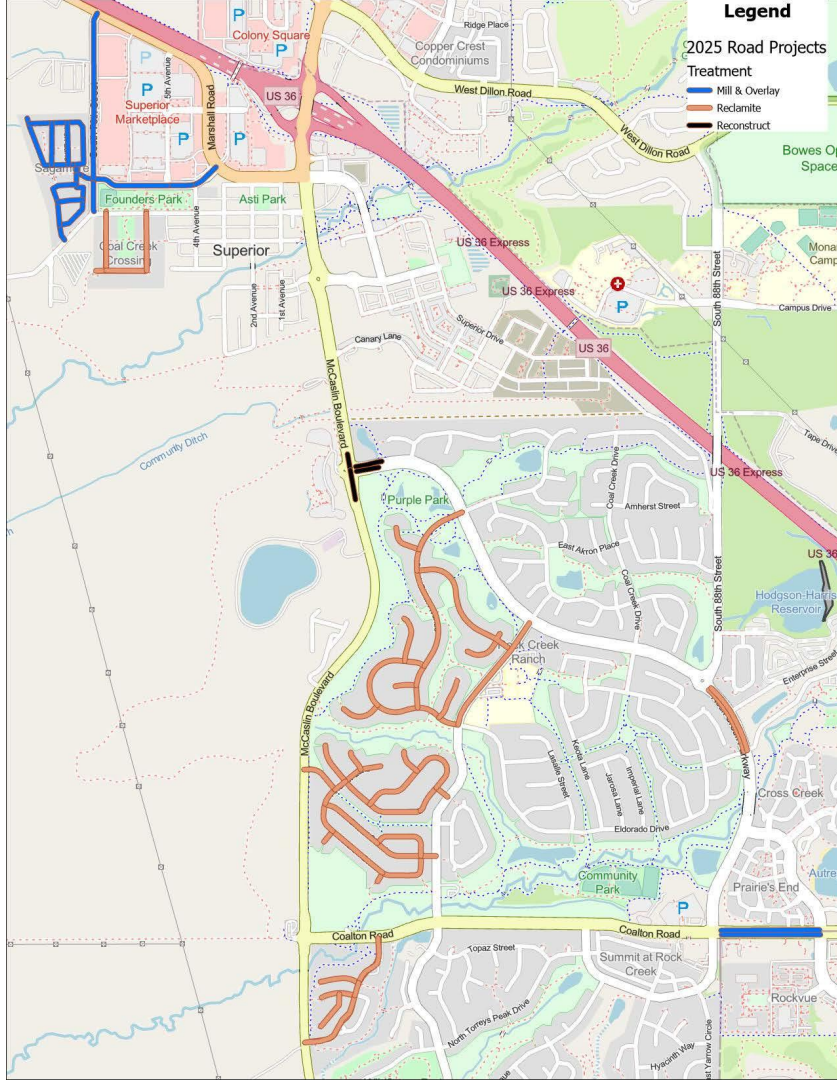 Legend
2025 Road Projects
Treatment
Mill & Overlay
Reclamite
Reconstruct
Ridge Place
P
Colony Square
Copper Crest
Condominiums
5th Avenue
P
US 36
West Dillon Road
Superior
Marketplace
Marshall Road
P
P
West Dillon Road
Bowes Op
Space
Founders Park
Asti Park
4th Avenue
Coal Creek
Crossing
Superior
US 36 Express
Mona
Camp
South 88th Street
2nd Avenue
1st Avenue
US 36 Express
P
Campus Drive
Superior Drive
Canary Lane
US 36
McCaslin Boulevard
Community Ditch
Tape Drive
Coal Creek Drive
US 36 Express
Purple Park
Amherst Street
East Akron Place
US 36
South 88th Street
Coal Creek Drive
Hodgson-Harris
Reservoir
Creek
Ranch
Enterprise Street
McCaslin Boulevard
Keota Lane
Lasalle Street
Imperial Lane
Jarosa Lane
Cross Creek
Eldorado Drive
Community
Park
Prairie's End
Autre
P
Coalton Road
Coalton Road
Topaz Street
Summit at Rock
Creek
Rockvue
North Torreys Peak Drive
Hyacinth Way
st Yarrow Circle